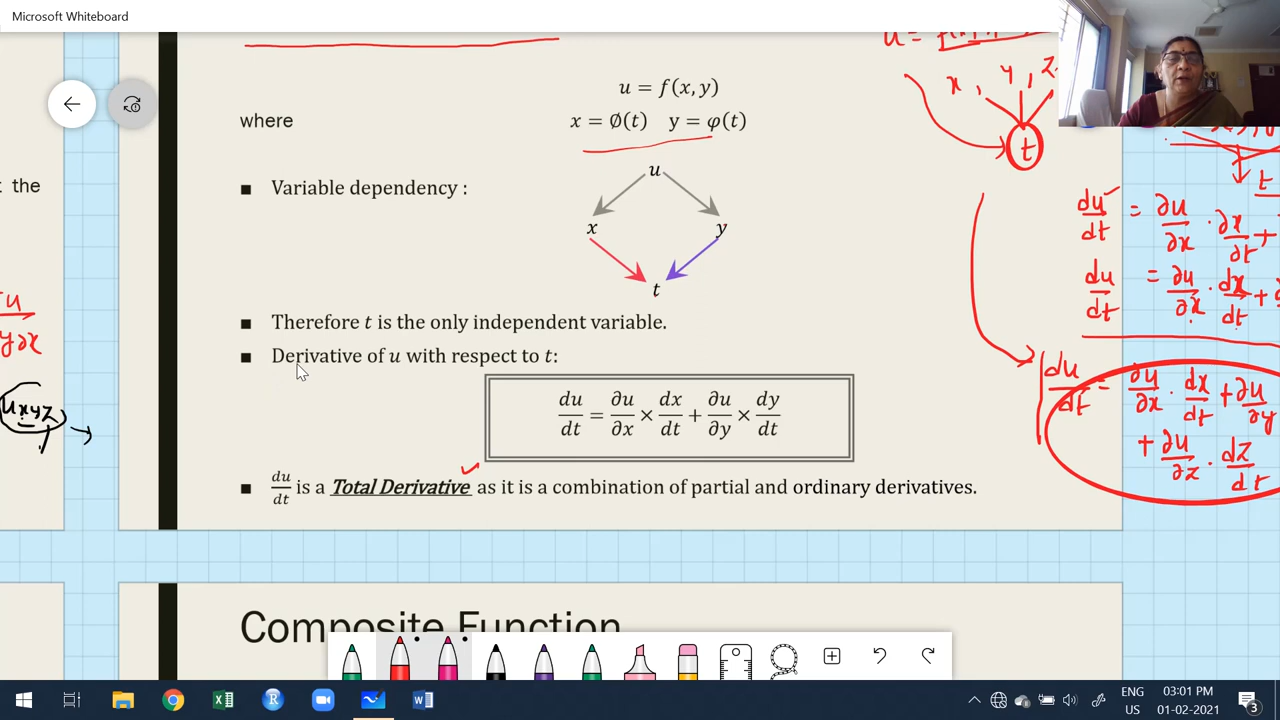 Microsoft Whiteboard
u = f(x, y)
where
x = Ø(t) y = φ(t)
t the
■ Variable dependency :
u
x y
t
■ Therefore t is the only independent variable.
■ Derivative of u with respect to t:
du/dt = ∂u/∂x × dx/dt + ∂u/∂y × dy/dt
■ du/dt is a Total Derivative as it is a combination of partial and ordinary derivatives.
Composite Function
x, y, z
t
t
du/dt = ∂u/∂x · ∂x/∂t +
du/dt = ∂u/∂x · dx/dt +
du/dt = ∂u/∂x · dx/dt + ∂u/∂y
+ ∂u/∂z · dz/dt
u
y∂x
uxyz
ENG
US
03:01 PM
01-02-2021
3